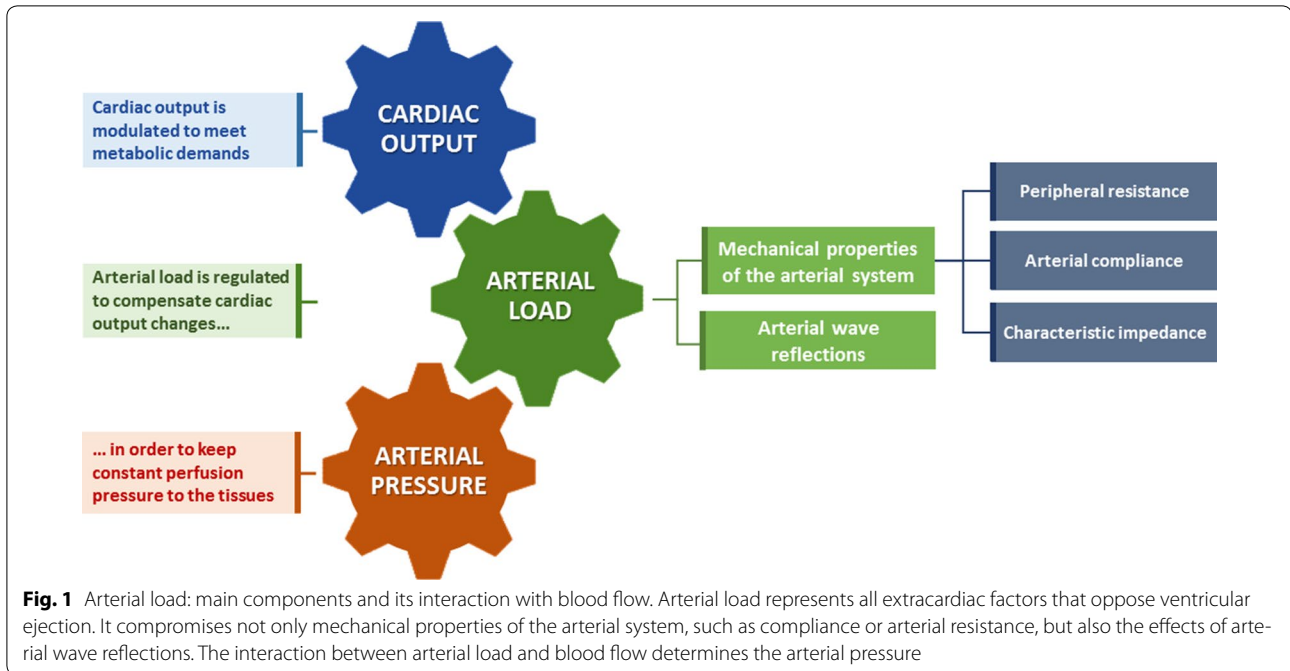 Cardiac output is
modulated to meet
metabolic demands
CARDIAC
OUTPUT
Arterial load is regulated
to compensate cardiac
output changes...
ARTERIAL
LOAD
Mechanical properties
of the arterial system
Arterial wave
reflections
Peripheral resistance
Arterial compliance
Characteristic impedance
... in order to keep
constant perfusion
pressure to the tissues
ARTERIAL
PRESSURE
Fig. 1 Arterial load: main components and its interaction with blood flow. Arterial load represents all extracardiac factors that oppose ventricular
ejection. It compromises not only mechanical properties of the arterial system, such as compliance or arterial resistance, but also the effects of arte-
rial wave reflections. The interaction between arterial load and blood flow determines the arterial pressure